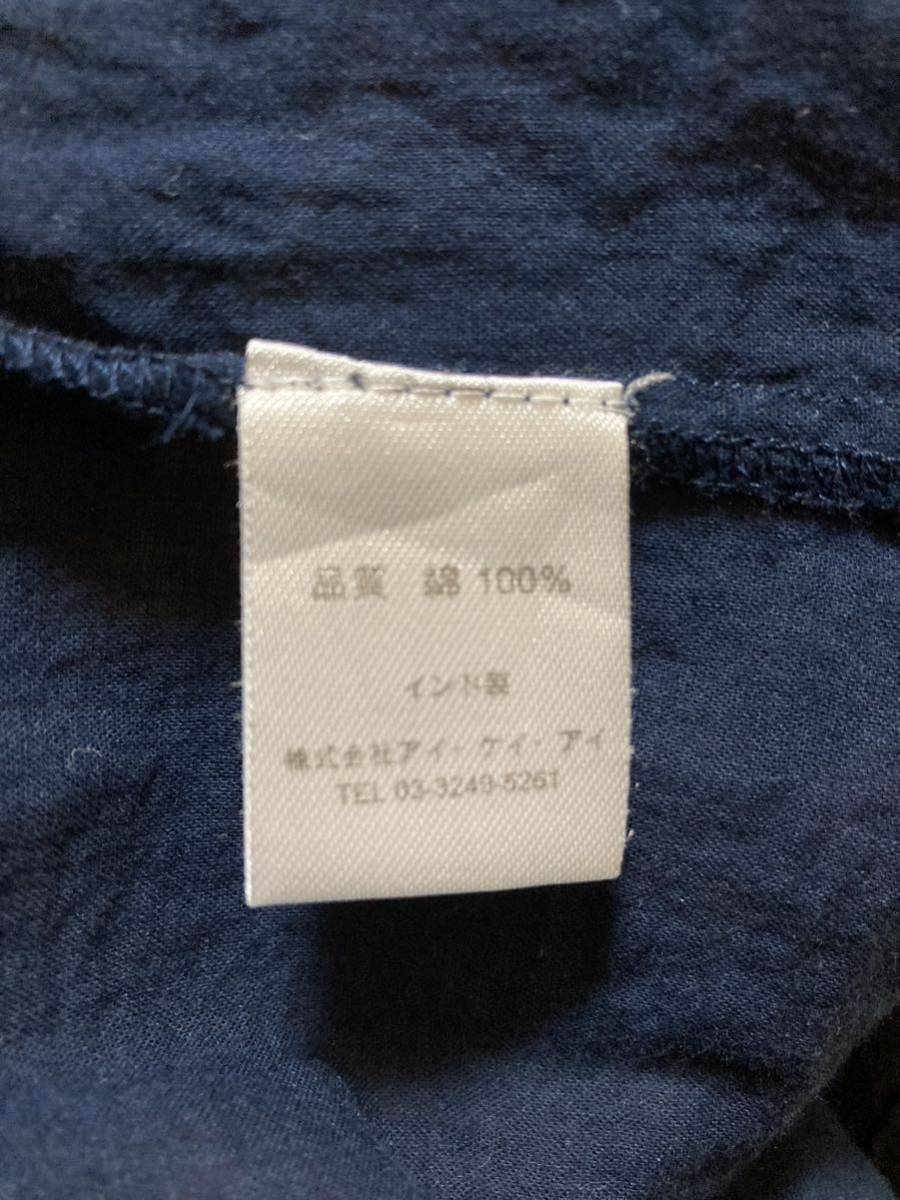 品質 綿 100%
インド製
株式会社アイ・ケイ・アイ
TEL 03-3249-5261